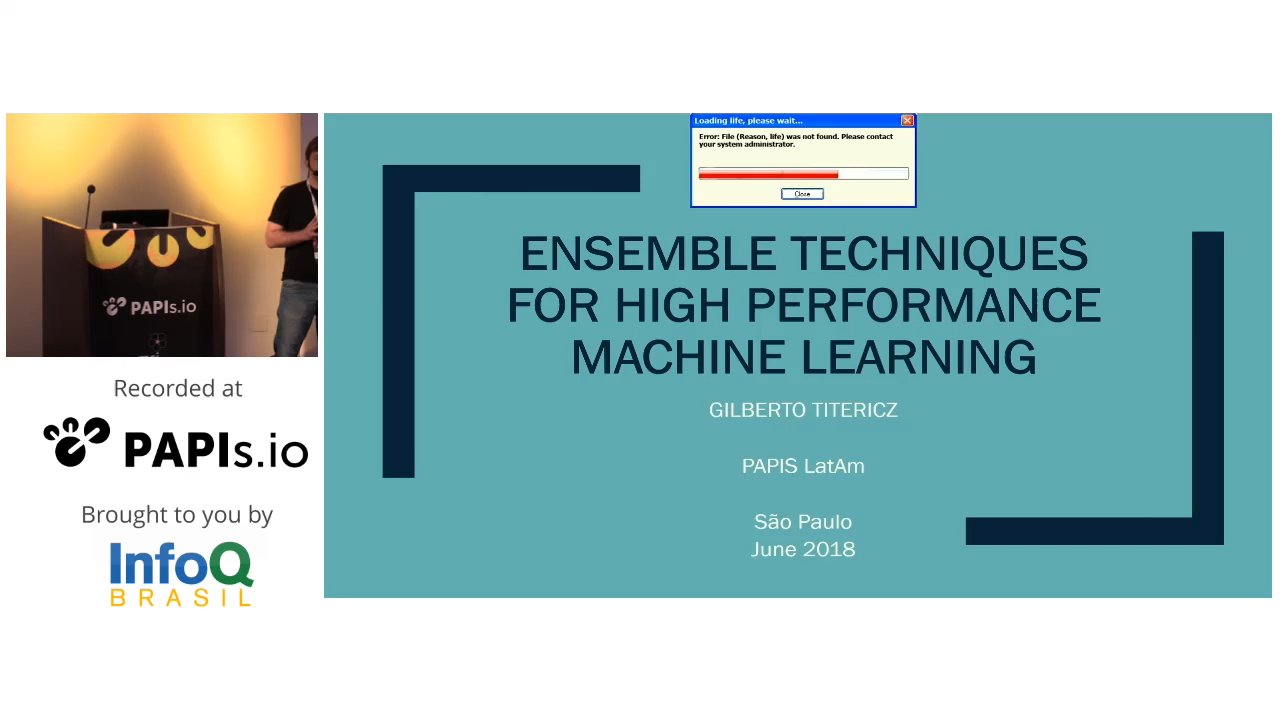 PAPIs.io
Recorded at
PAPIs.io
Brought to you by
InfoQ
BRASIL
Loading life, please wait...
Error: File (Reason, life) was not found. Please contact
your system administrator.
Close
ENSEMBLE TECHNIQUES
FOR HIGH PERFORMANCE
MACHINE LEARNING
GILBERTO TITERICZ
PAPIS LatAm
São Paulo
June 2018